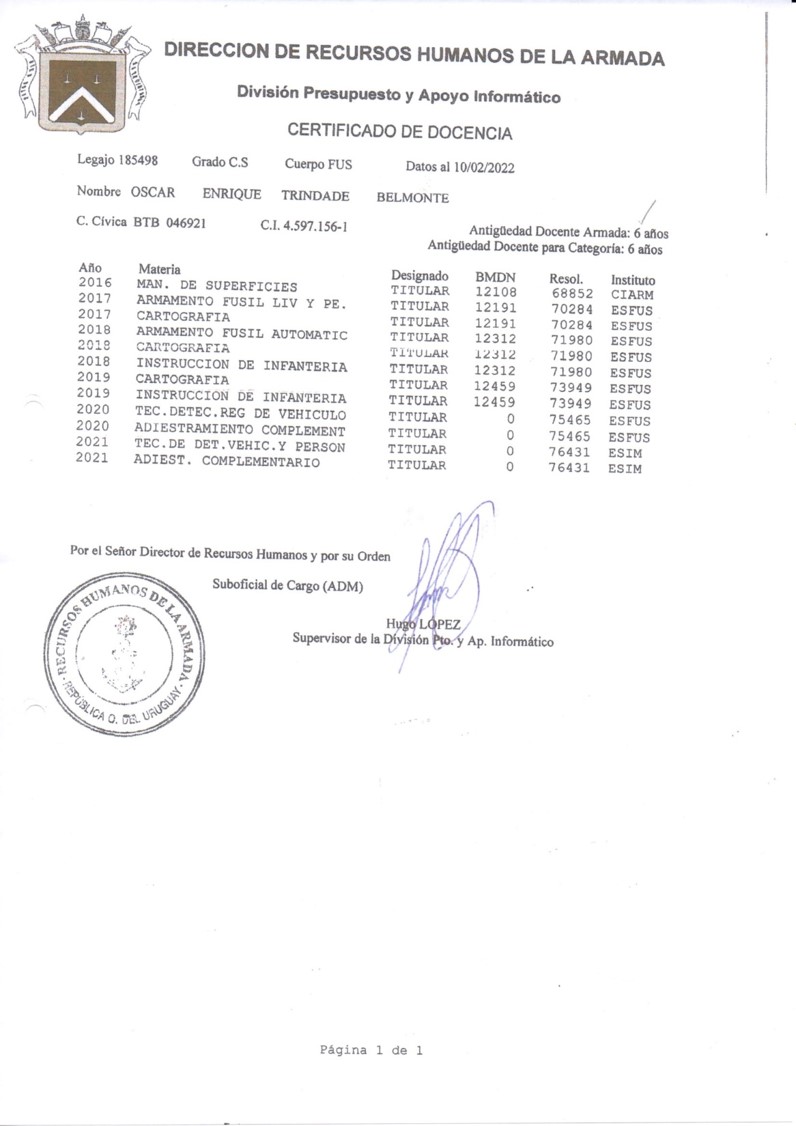 DIRECCION DE RECURSOS HUMANOS DE LA ARMADA
División Presupuesto y Apoyo Informático
CERTIFICADO DE DOCENCIA
Legajo 185498 Grado C.S Cuerpo FUS Datos al 10/02/2022
Nombre OSCAR ENRIQUE TRINDADE BELMONTE
C. Cívica BTB 046921 C.I. 4.597.156-1
Antigüedad Docente Armada: 6 años
Antigüedad Docente para Categoría: 6 años
Año Materia Designado BMDN Resol. Instituto
2016 MAN. DE SUPERFICIES TITULAR 12108 68852 CIARM
2017 ARMAMENTO FUSIL LIV Y PE. TITULAR 12191 70284 ESFUS
2017 CARTOGRAFIA TITULAR 12191 70284 ESFUS
2018 ARMAMENTO FUSIL AUTOMATIC TITULAR 12312 71980 ESFUS
2018 CARTOGRAFIA TITULAR 12312 71980 ESFUS
2018 INSTRUCCION DE INFANTERIA TITULAR 12312 71980 ESFUS
2019 CARTOGRAFIA TITULAR 12459 73949 ESFUS
2019 INSTRUCCION DE INFANTERIA TITULAR 12459 73949 ESFUS
2020 TEC.DETEC.REG DE VEHICULO TITULAR 0 75465 ESFUS
2020 ADIESTRAMIENTO COMPLEMENT TITULAR 0 75465 ESFUS
2021 TEC.DE DET.VEHIC.Y PERSON TITULAR 0 76431 ESIM
2021 ADIEST. COMPLEMENTARIO TITULAR 0 76431 ESIM
Por el Señor Director de Recursos Humanos y por su Orden
Suboficial de Cargo (ADM)
Hugo LÓPEZ
Supervisor de la División Pto. y Ap. Informático
RECURSOS HUMANOS DE LA ARMADA
REPÚBLICA O. DEL URUGUAY
Página 1 de 1